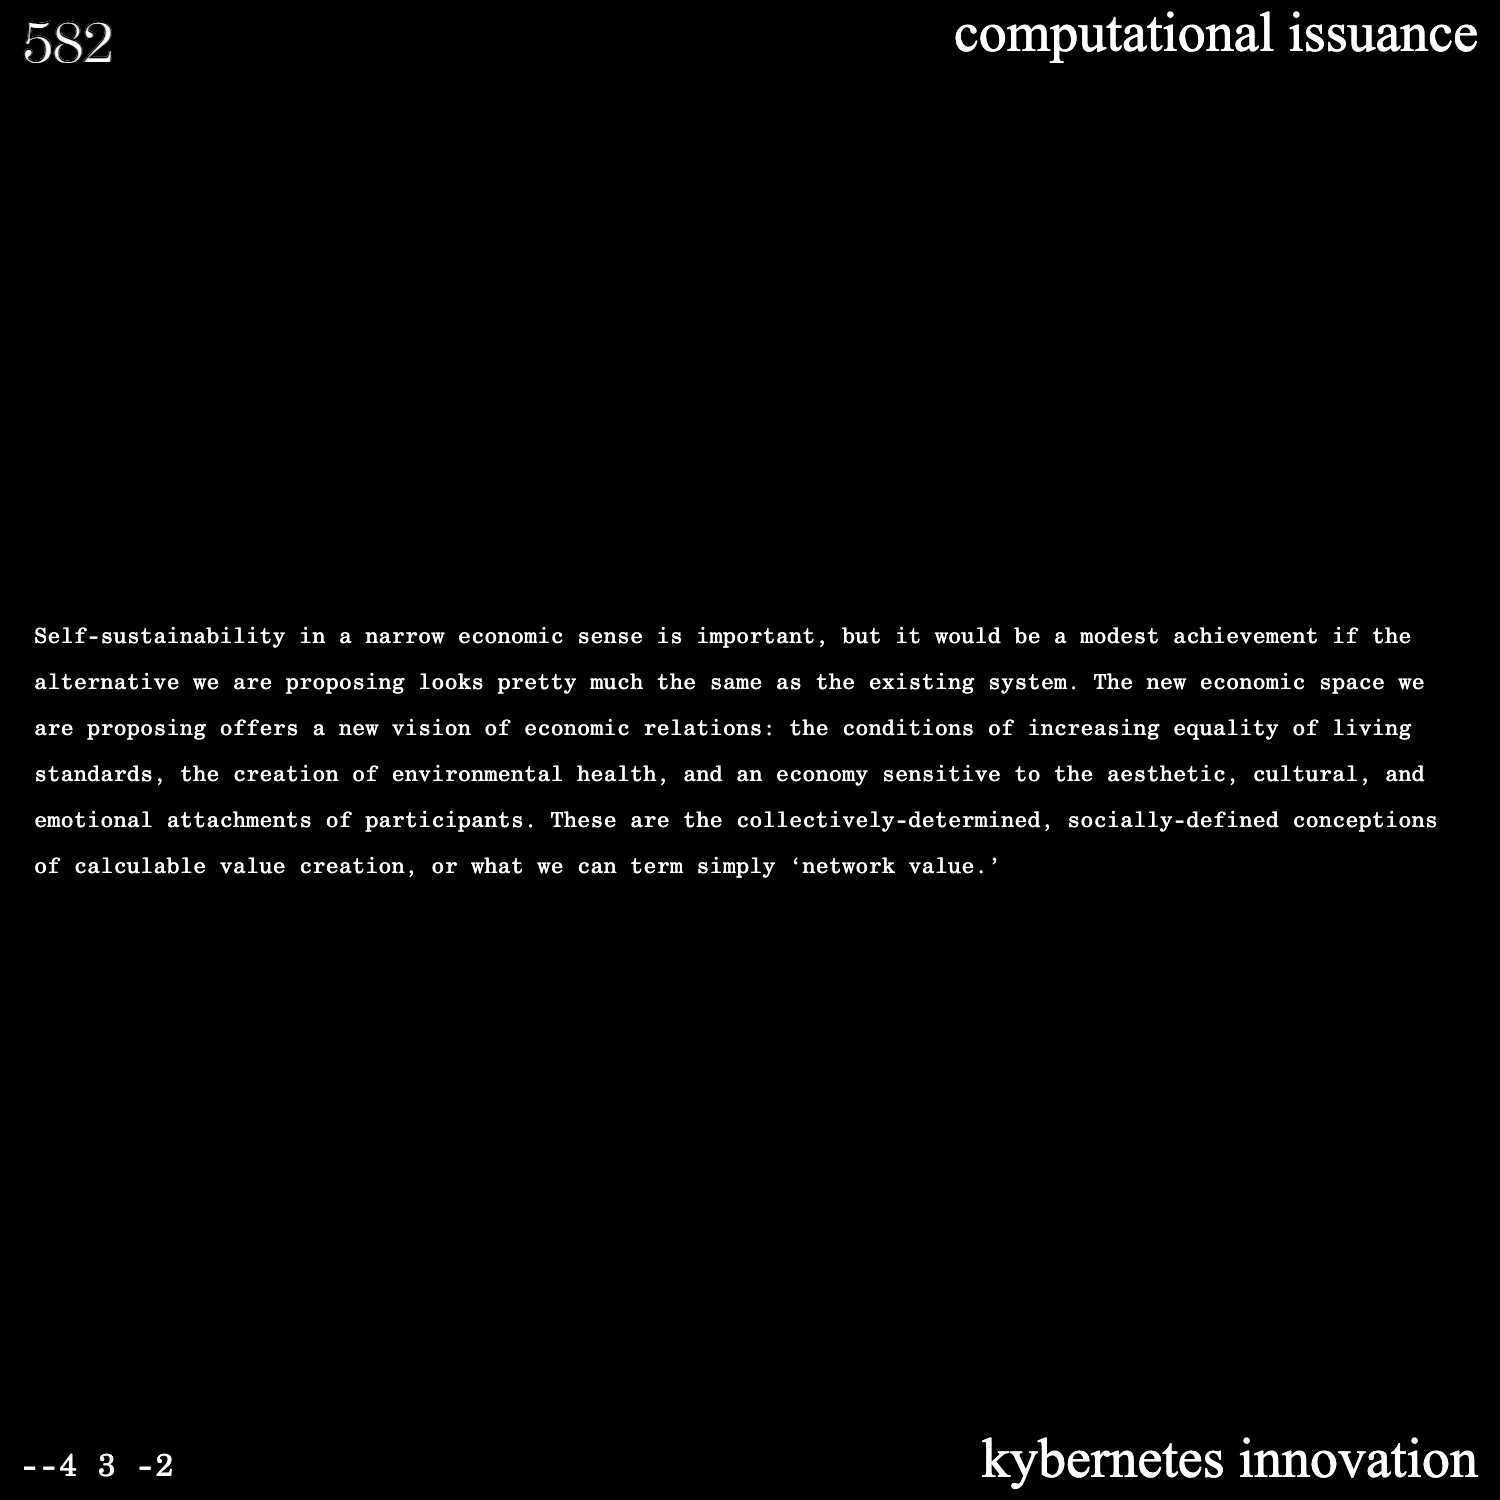 582
computational issuance
Self-sustainability in a narrow economic sense is important, but it would be a modest achievement if the
alternative we are proposing looks pretty much the same as the existing system. The new economic space we
are proposing offers a new vision of economic relations: the conditions of increasing equality of living
standards, the creation of environmental health, and an economy sensitive to the aesthetic, cultural, and
emotional attachments of participants. These are the collectively-determined, socially-defined conceptions
of calculable value creation, or what we can term simply ‘network value.’
--4 3 -2
kybernetes innovation